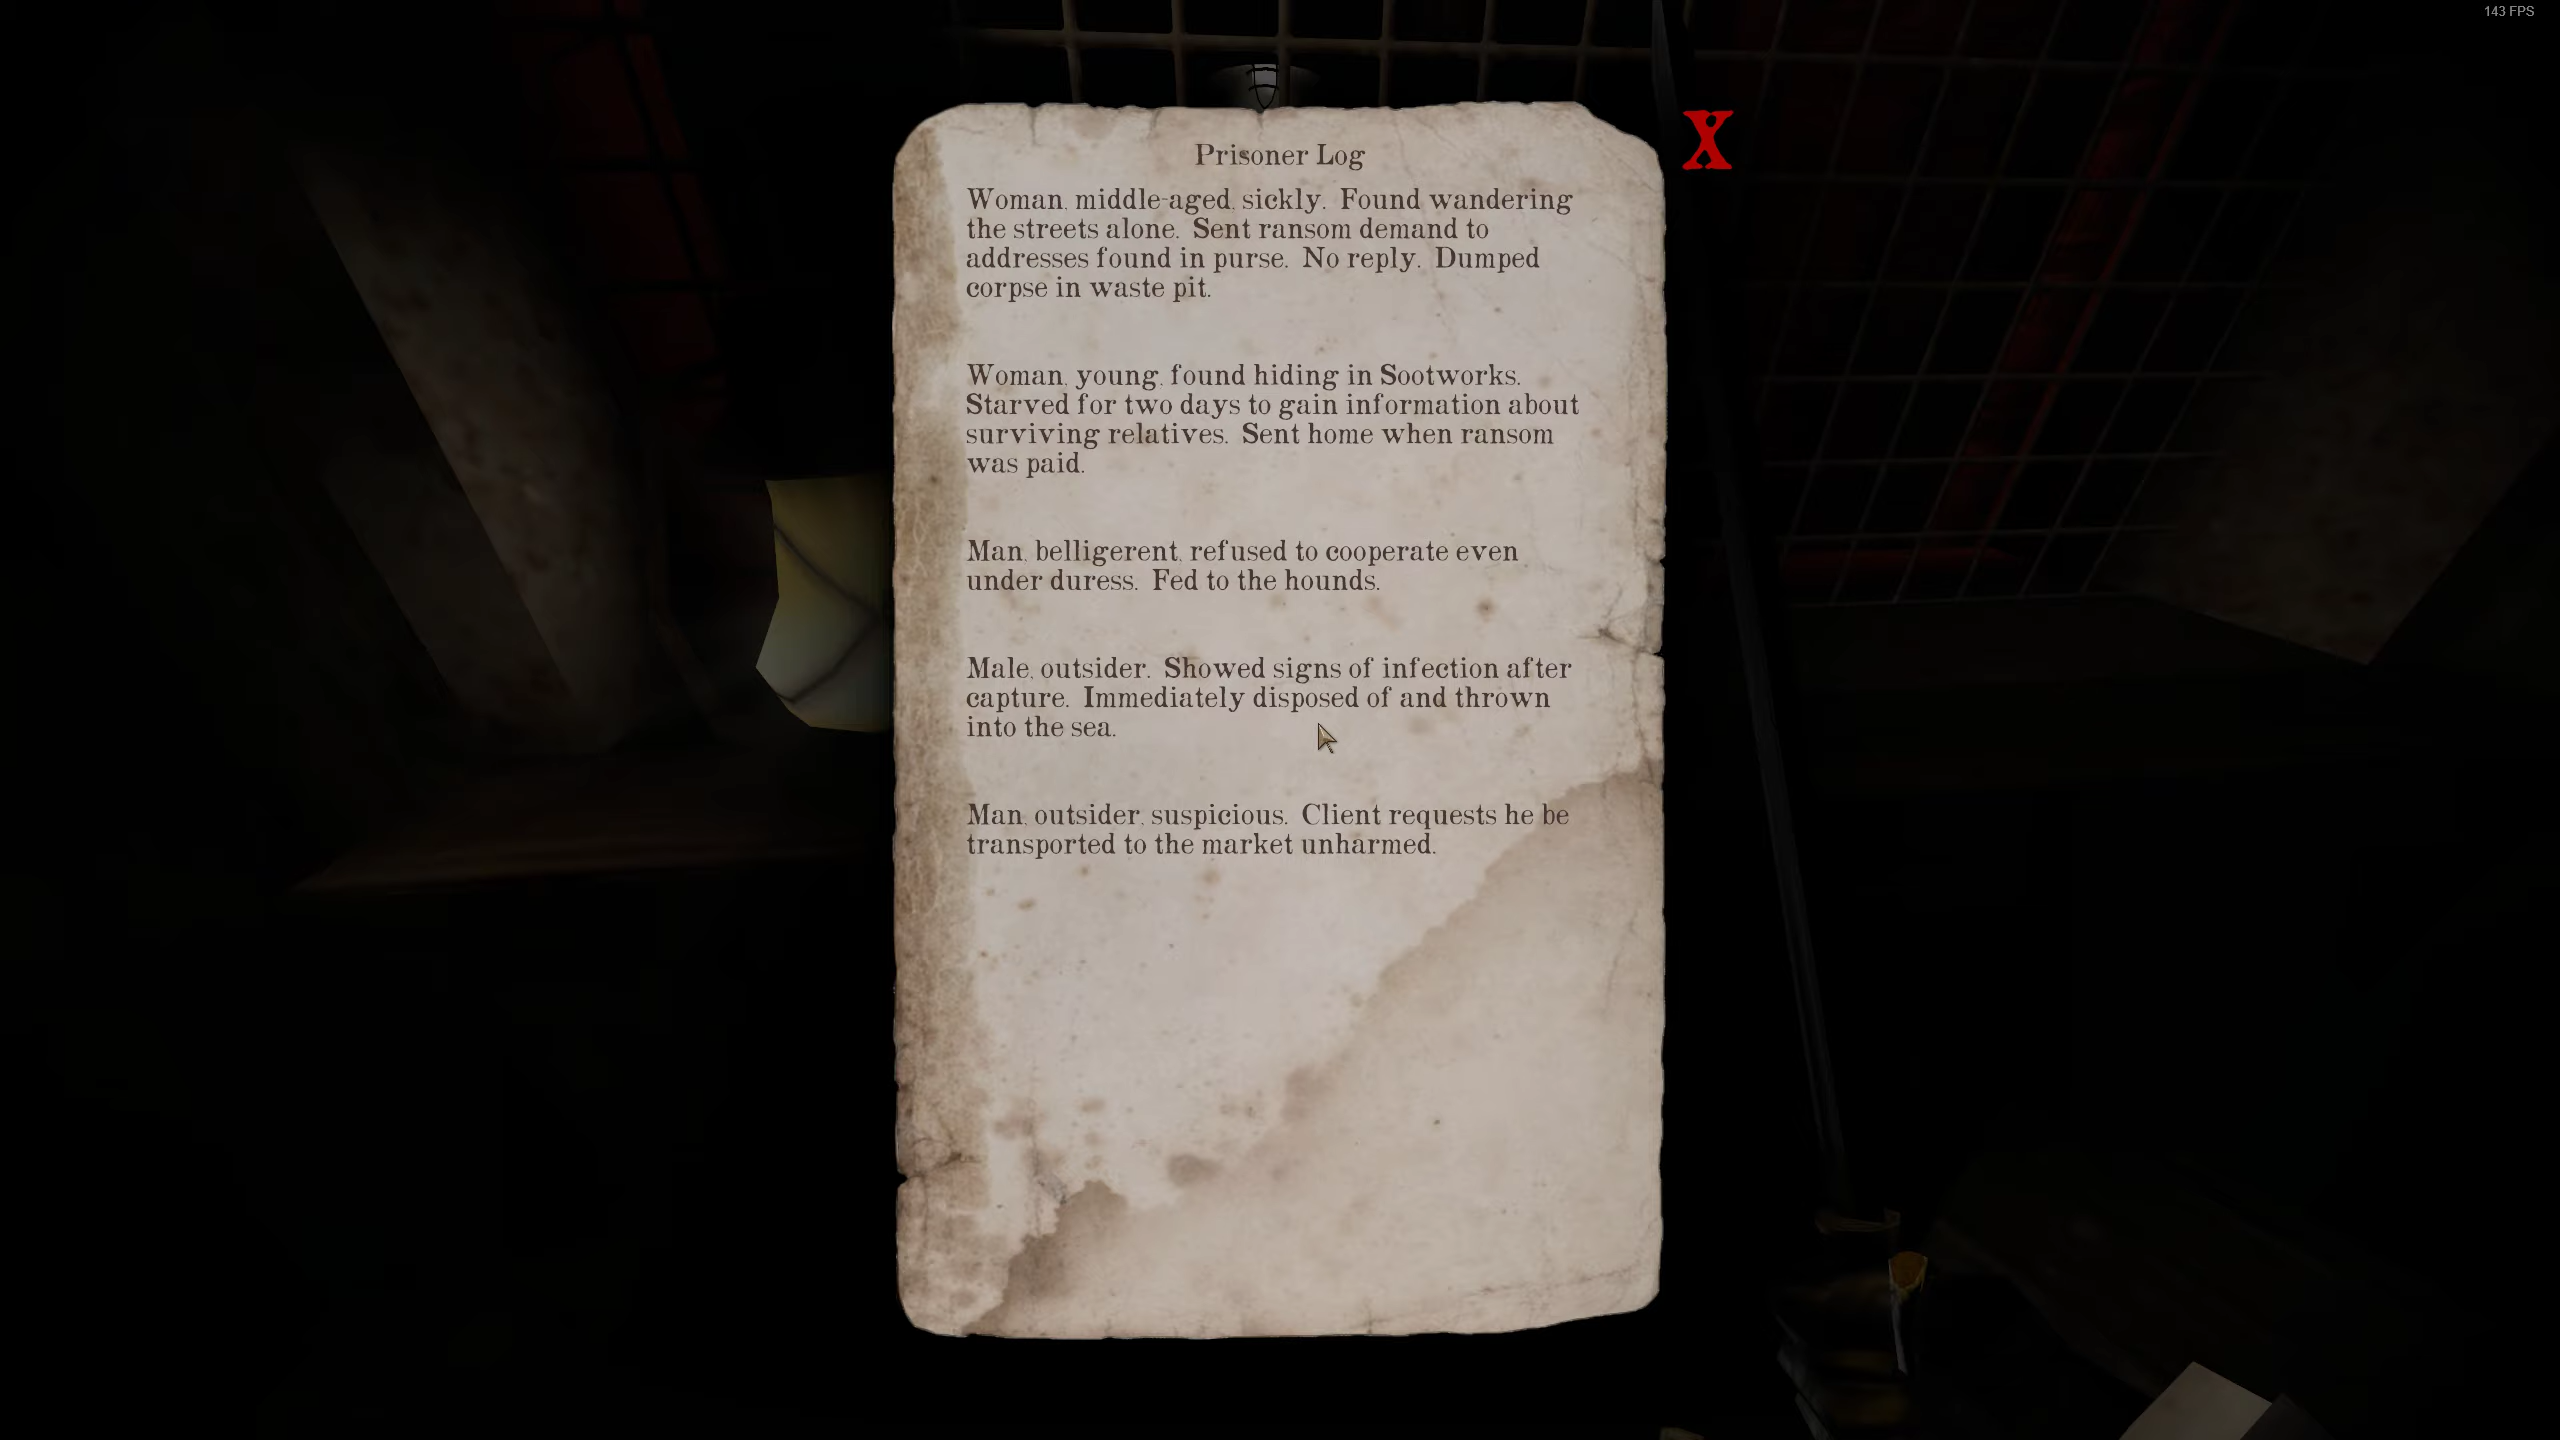 143 FPS
X
Prisoner Log
Woman, middle-aged, sickly. Found wandering
the streets alone. Sent ransom demand to
addresses found in purse. No reply. Dumped
corpse in waste pit.
Woman, young, found hiding in Sootworks.
Starved for two days to gain information about
surviving relatives. Sent home when ransom
was paid.
Man, belligerent, refused to cooperate even
under duress. Fed to the hounds.
Male, outsider. Showed signs of infection after
capture. Immediately disposed of and thrown
into the sea.
Man, outsider, suspicious. Client requests he be
transported to the market unharmed.